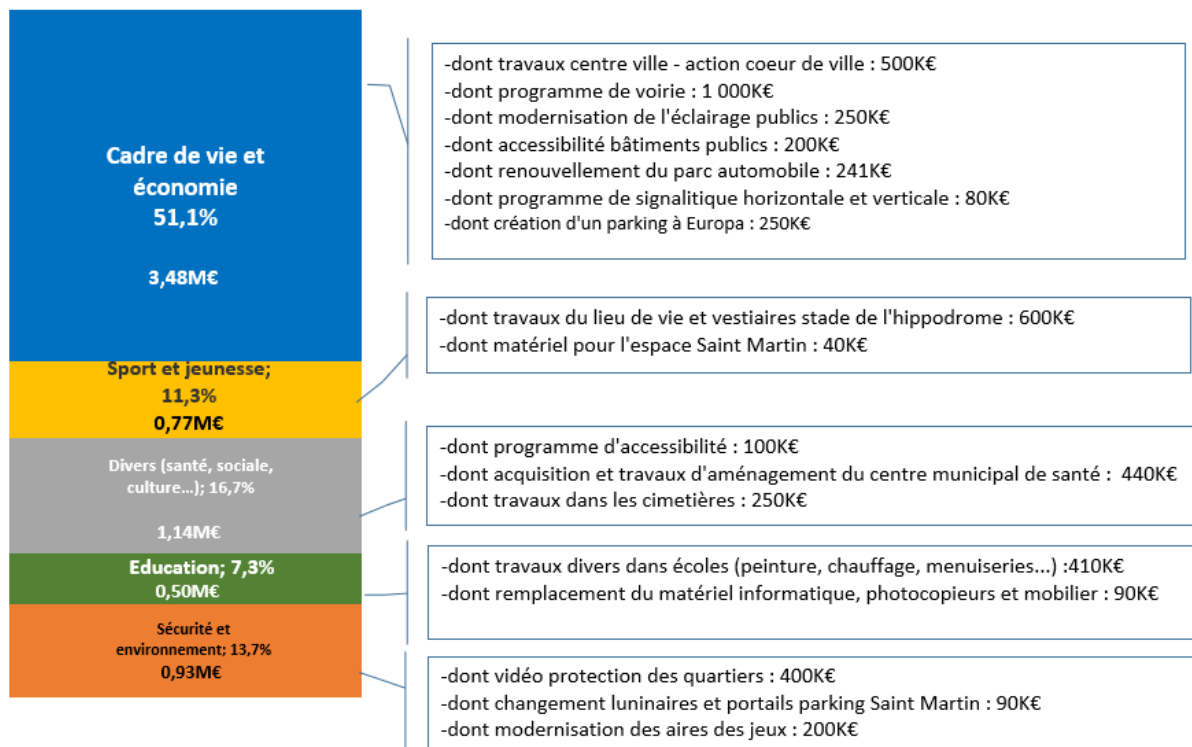 Cadre de vie et
économie
51,1%
3,48M€
-dont travaux centre ville - action coeur de ville : 500K€
-dont programme de voirie : 1 000K€
-dont modernisation de l'éclairage publics : 250K€
-dont accessibilité bâtiments publics : 200K€
-dont renouvellement du parc automobile : 241K€
-dont programme de signalitique horizontale et verticale : 80K€
-dont création d'un parking à Europa : 250K€
Sport et jeunesse;
11,3%
0,77M€
-dont travaux du lieu de vie et vestiaires stade de l'hippodrome : 600K€
-dont matériel pour l'espace Saint Martin : 40K€
Divers (santé, sociale,
culture...); 16,7%
1,14M€
-dont programme d'accessibilité : 100K€
-dont acquisition et travaux d'aménagement du centre municipal de santé :  440K€
-dont travaux dans les cimetières : 250K€
Education; 7,3%
0,50M€
-dont travaux divers dans écoles (peinture, chauffage, menuiseries...) :410K€
-dont remplacement du matériel informatique, photocopieurs et mobilier : 90K€
Sécurité et
environnement; 13,7%
0,93M€
-dont vidéo protection des quartiers : 400K€
-dont changement luninaires et portails parking Saint Martin : 90K€
-dont modernisation des aires des jeux : 200K€